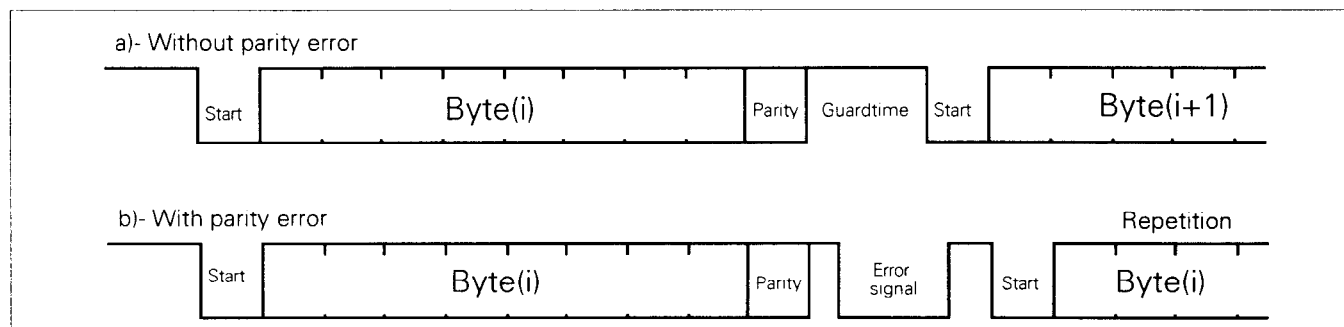 a)- Without parity error
Start Byte(i) Parity Guardtime Start Byte(i+1)
b)- With parity error Repetition
Start Byte(i) Parity Error signal Start Byte(i)